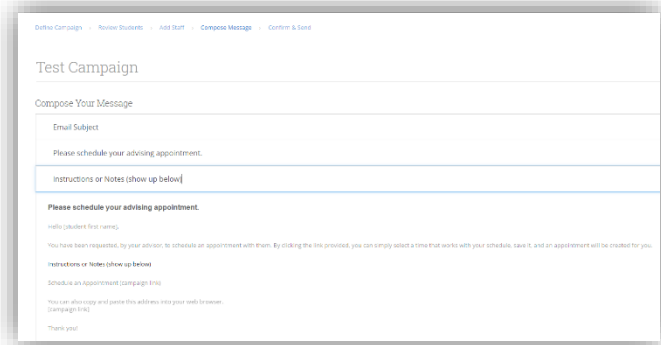 Define Campaign Review Students Add Staff Compose Message Confirm & Send
Test Campaign
Compose Your Message
Email Subject
Please schedule your advising appointment.
Instructions or Notes (show up below)
Please schedule your advising appointment.
Hello [student first name],
You have been requested, by your advisor, to schedule an appointment with them. By clicking the link provided, you can simply select a time that works with your schedule, save it, and an appointment will be created for you.
Instructions or Notes (show up below)
Schedule an Appointment [campaign link]
You can also copy and paste this address into your web browser.
[campaign link]
Thank you!